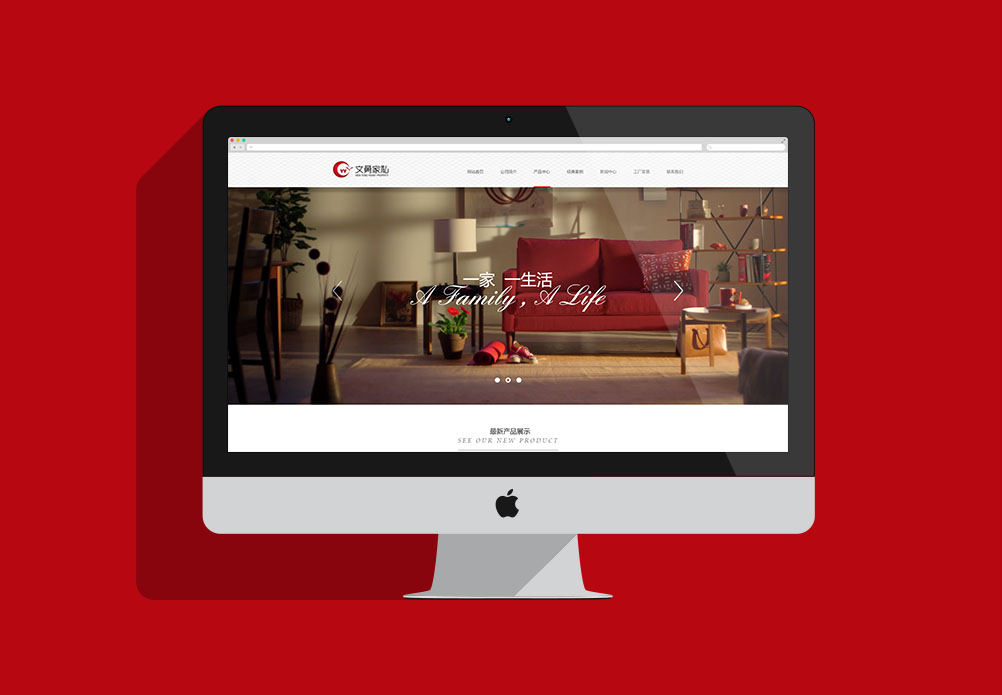 文勇家私
网站首页 公司简介 产品中心 经典案例 新闻中心 工厂实景 联系我们
一家 一生活
A Family , A Life
最新产品展示
SEE OUR NEW PRODUCT